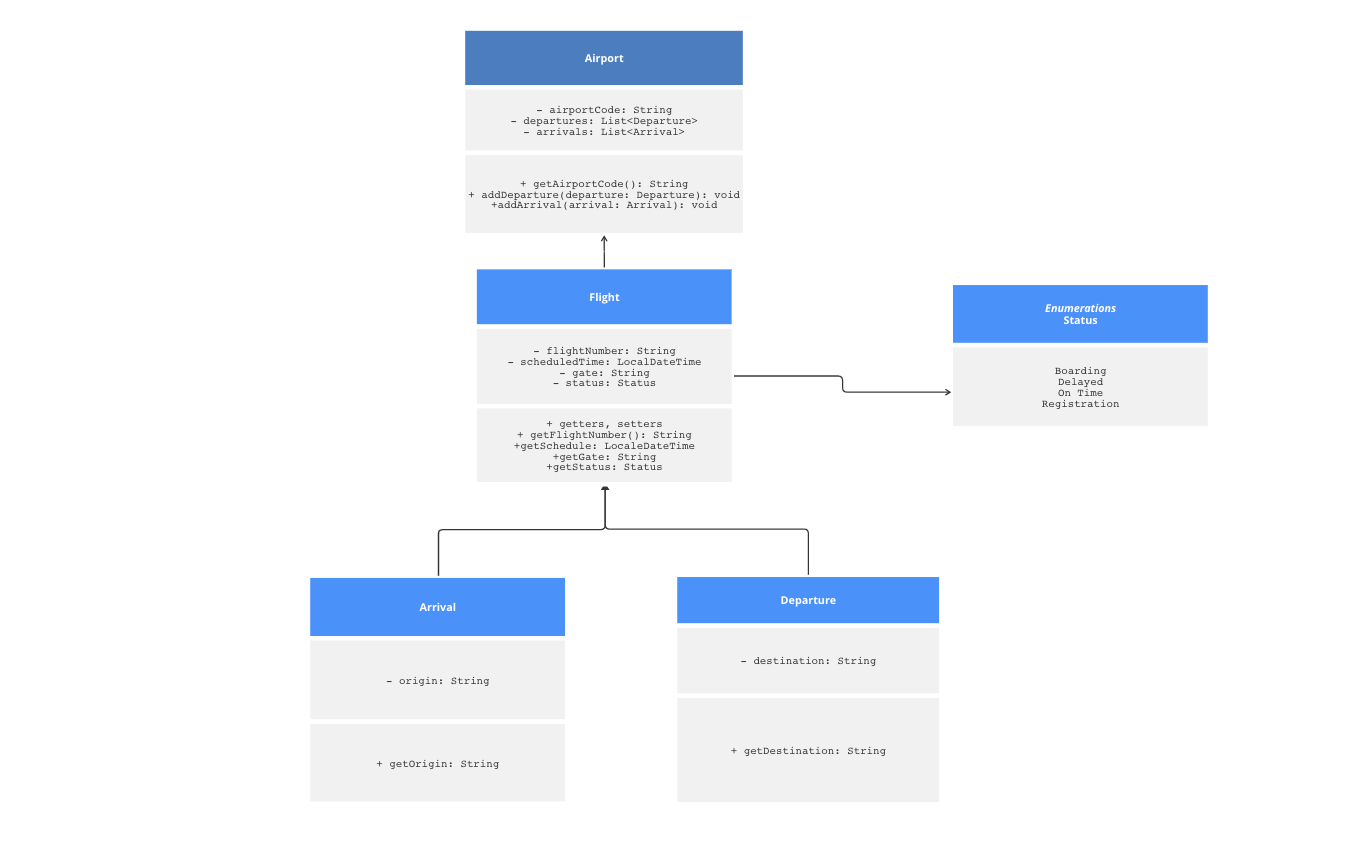 Airport
- airportCode: String
- departures: List<Departure>
- arrivals: List<Arrival>
+ getAirportCode(): String
+ addDeparture(departure: Departure): void
+addArrival(arrival: Arrival): void
Flight
- flightNumber: String
- scheduledTime: LocalDateTime
- gate: String
- status: Status
+ getters, setters
+ getFlightNumber(): String
+getSchedule: LocaleDateTime
+getGate: String
+getStatus: Status
Enumerations
Status
Boarding
Delayed
On Time
Registration
Arrival
- origin: String
+ getOrigin: String
Departure
- destination: String
+ getDestination: String